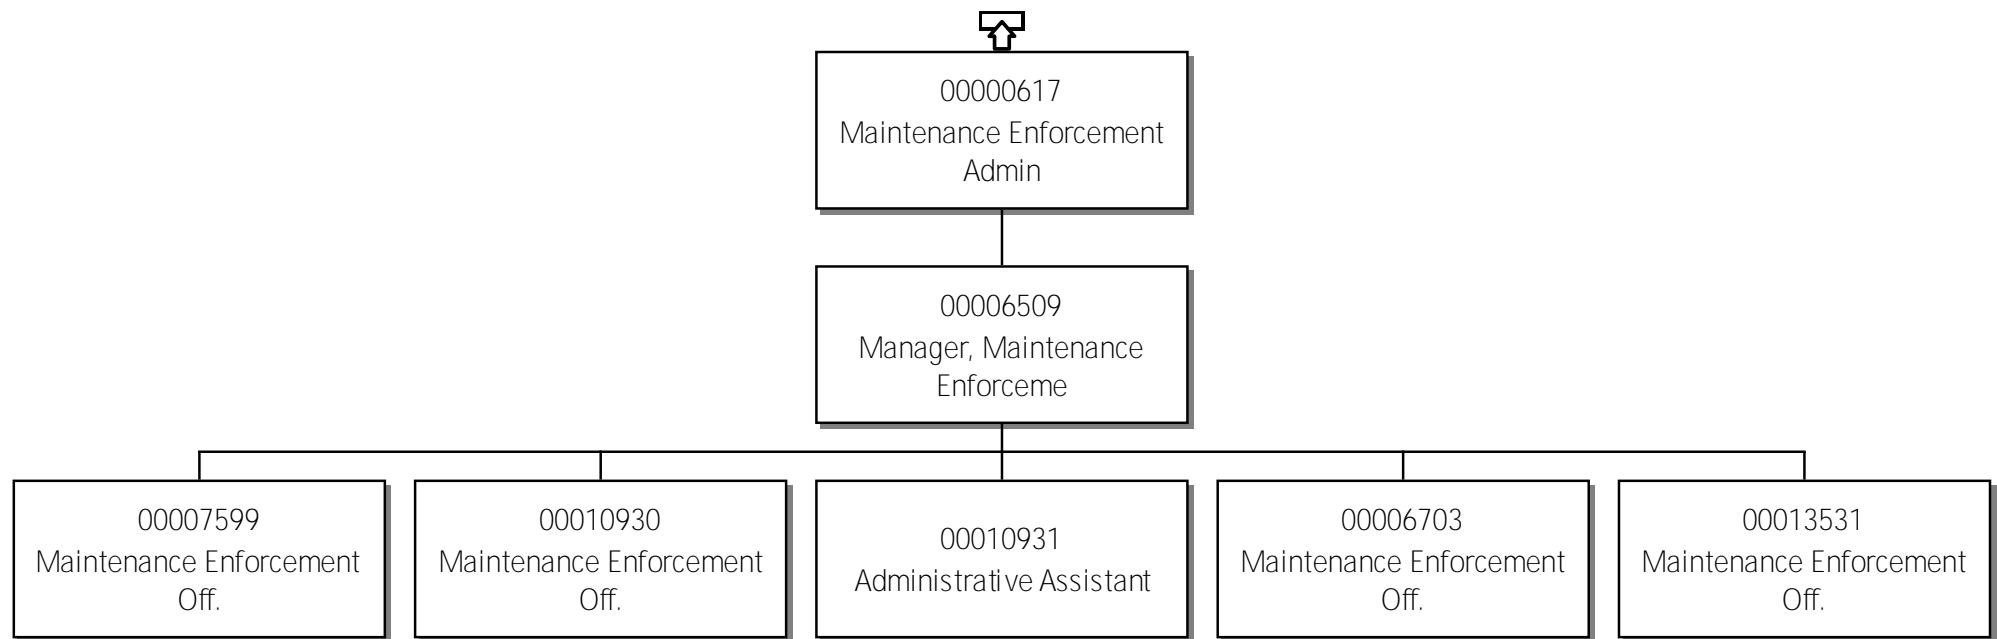 00000617
Maintenance Enforcement
Admin
00006509
Manager, Maintenance
Enforceme
00007599
Maintenance Enforcement
Off.
00010930
Maintenance Enforcement
Off.
00010931
Administrative Assistant
00006703
Maintenance Enforcement
Off.
00013531
Maintenance Enforcement
Off.